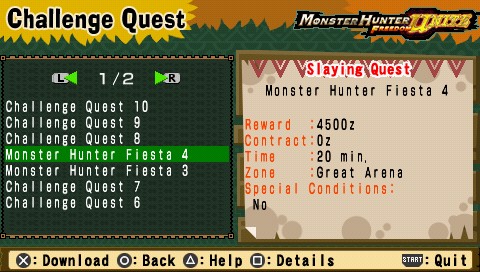 Challenge Quest
MONSTER HUNTER
FREEDOM UNITE
L 1/2 R
Challenge Quest 10
Challenge Quest 9
Challenge Quest 8
Monster Hunter Fiesta 4
Monster Hunter Fiesta 3
Challenge Quest 7
Challenge Quest 6
Slaying Quest
Monster Hunter Fiesta 4
Reward :4500z
Contract:0z
Time :20 min.
Zone :Great Arena
Special Conditions:
No
: Download : Back : Help : Details START: Quit